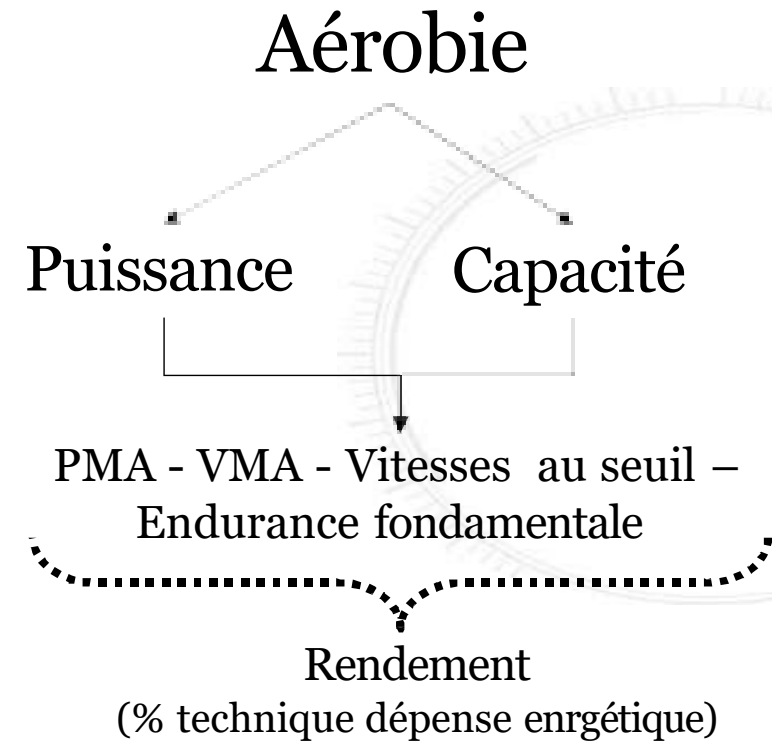 Aérobie
Puissance Capacité
PMA - VMA - Vitesses au seuil –
Endurance fondamentale
Rendement
(% technique dépense enrgétique)